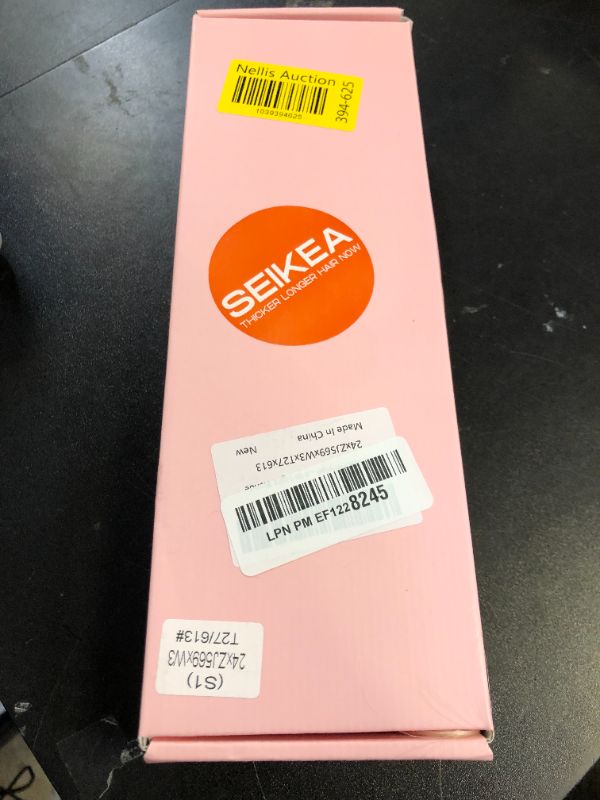 Nellis Auction
1039394625
394-625
SEIKEA
THICKER LONGER HAIR NOW
Made In China
New
24xZJ569xW3xT27x613
LPN PM EF1228245
(S1)
24xZJ569xW3
T27/613#